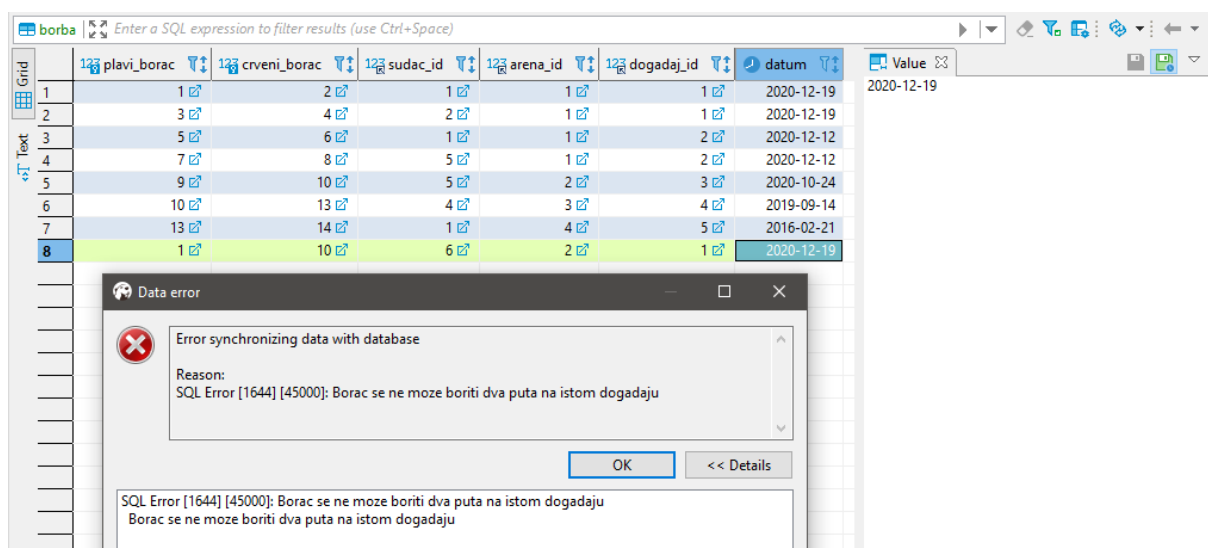 borba Enter a SQL expression to filter results (use Ctrl+Space)
Grid
Text
123 plavi_borac 123 crveni_borac 123 sudac_id 123 arena_id 123 dogadaj_id datum Value
1 1 2 1 1 1 2020-12-19 2020-12-19
2 3 4 2 1 1 2020-12-19
3 5 6 1 1 2 2020-12-12
4 7 8 5 1 2 2020-12-12
5 9 10 5 2 3 2020-10-24
6 10 13 4 3 4 2019-09-14
7 13 14 1 4 5 2016-02-21
8 1 10 6 2 1 2020-12-19
Data error
Error synchronizing data with database
Reason:
SQL Error [1644] [45000]: Borac se ne moze boriti dva puta na istom dogadaju
OK << Details
SQL Error [1644] [45000]: Borac se ne moze boriti dva puta na istom dogadaju
Borac se ne moze boriti dva puta na istom dogadaju